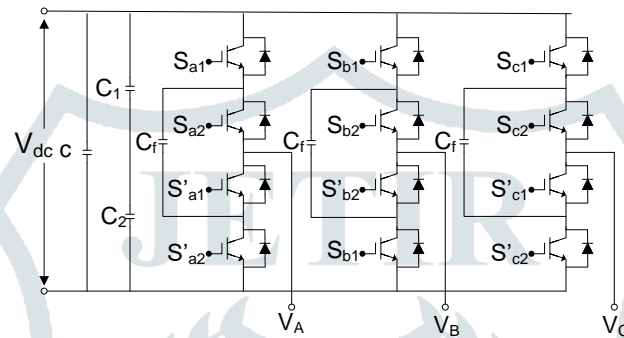 Sa1
Sb1
Sc1
C1
Sa2
Sb2
Sc2
Vdc
C
Cf
Cf
Cf
S'a1
S'b2
S'c1
C2
S'a2
Sb1
S'c2
VA
VB
VC
JETIR